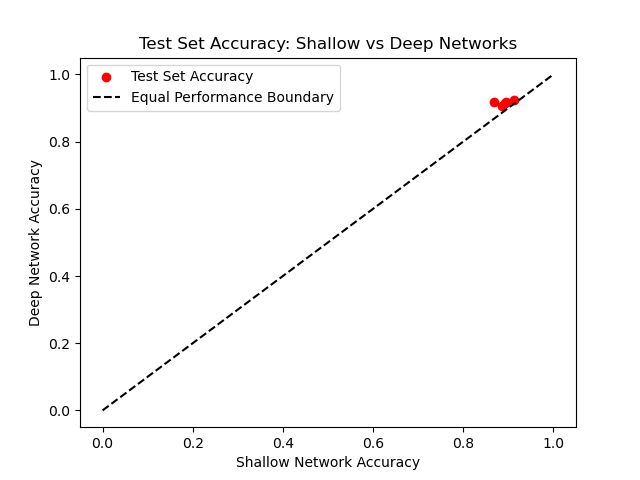 Test Set Accuracy: Shallow vs Deep Networks
Test Set Accuracy
Equal Performance Boundary
1.0
0.8
0.6
0.4
0.2
0.0
Deep Network Accuracy
0.0 0.2 0.4 0.6 0.8 1.0
Shallow Network Accuracy